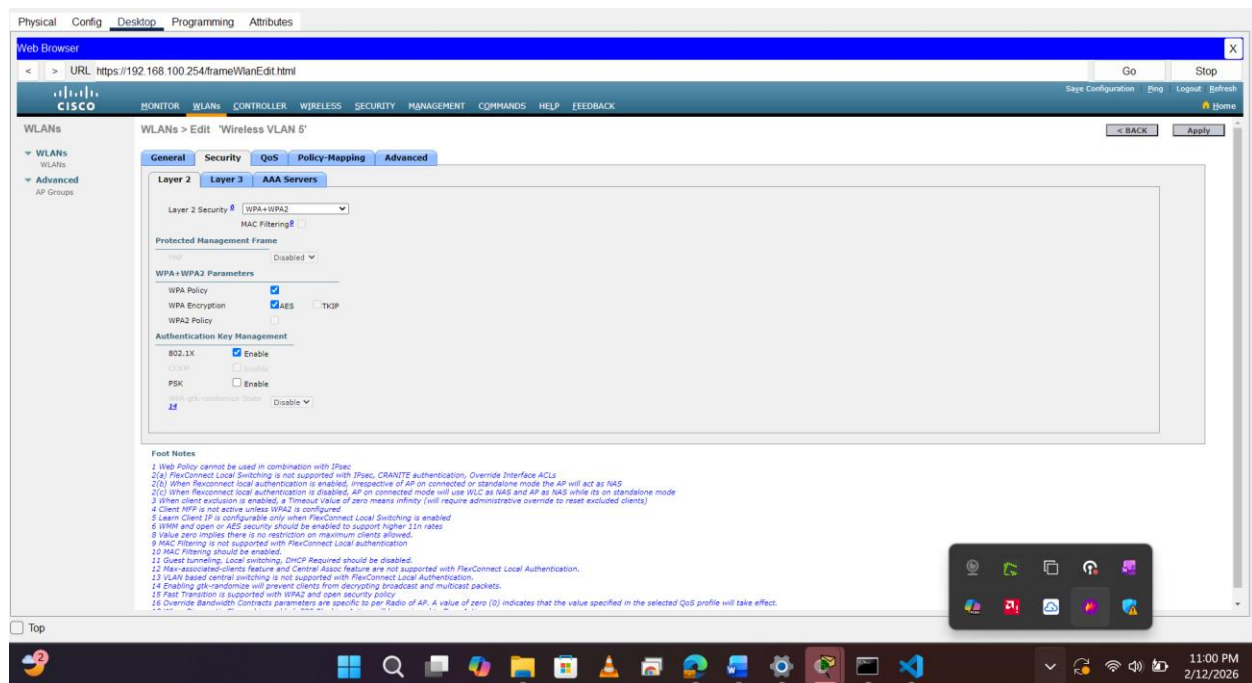 Physical Config Desktop Programming Attributes
Web Browser X
< > URL https://192.168.100.254/frameWlanEdit.html Go Stop
Save Configuration Ping Logout Refresh
CISCO MONITOR WLANs CONTROLLER WIRELESS SECURITY MANAGEMENT COMMANDS HELP FEEDBACK Home
WLANs WLANs > Edit 'Wireless VLAN 5' < BACK Apply
WLANs
WLANs
Advanced
AP Groups
General Security QoS Policy-Mapping Advanced
Layer 2 Layer 3 AAA Servers
Layer 2 Security 6 WPA+WPA2
MAC Filtering 9
Protected Management Frame
PMF Disabled
WPA+WPA2 Parameters
WPA Policy
WPA Encryption AES TKIP
WPA2 Policy
Authentication Key Management
802.1X Enable
CCKM Enable
PSK Enable
WPA gtk-randomize State Disable
14
Foot Notes
1 Web Policy cannot be used in combination with IPsec
2(a) FlexConnect Local Switching is not supported with IPsec, CRANITE authentication, Override Interface ACLs
2(b) When flexconnect local authentication is enabled, irrespective of AP on connected or standalone mode the AP will act as NAS
2(c) When flexconnect local authentication is disabled, AP on connected mode will use WLC as NAS and AP as NAS while its on standalone mode
3 When client exclusion is enabled, a Timeout Value of zero means infinity (will require administrative override to reset excluded clients)
4 Client MFP is not active unless WPA2 is configured
5 Learn Client IP is configurable only when FlexConnect Local Switching is enabled
6 WMM and open or AES security should be enabled to support higher 11n rates
8 Value zero implies there is no restriction on maximum clients allowed.
9 MAC Filtering is not supported with FlexConnect Local authentication
10 MAC Filtering should be enabled.
11 Guest tunneling, Local switching, DHCP Required should be disabled.
12 Max-associated-clients feature and Central Assoc feature are not supported with FlexConnect Local Authentication.
13 VLAN based central switching is not supported with FlexConnect Local Authentication.
14 Enabling gtk-randomize will prevent clients from decrypting broadcast and multicast packets.
15 Fast Transition is supported with WPA2 and open security policy
16 Override Bandwidth Contracts parameters are specific to per Radio of AP. A value of zero (0) indicates that the value specified in the selected QoS profile will take effect.
Top
2
11:00 PM
2/12/2026